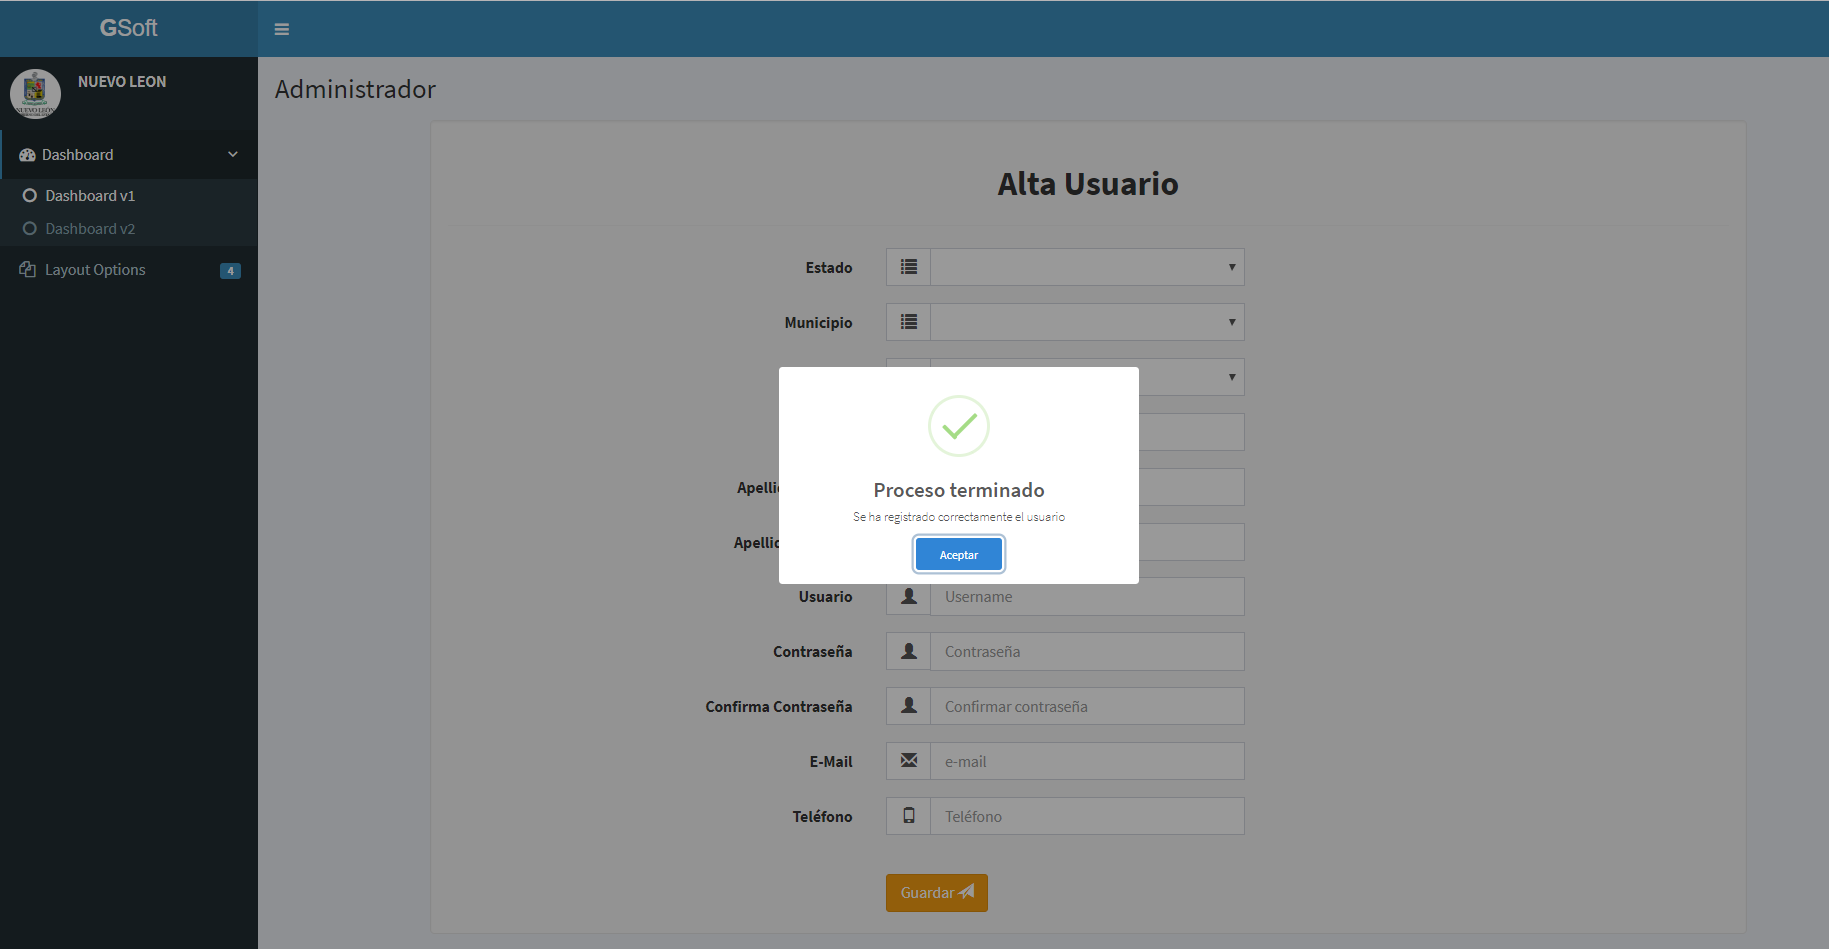 GSoft
NUEVO LEON
NUEVO LEÓN
Dashboard
Dashboard v1
Dashboard v2
Layout Options 4
Administrador
Alta Usuario
Estado
Municipio
Proceso terminado
Se ha registrado correctamente el usuario
Aceptar
Usuario Username
Contraseña Contraseña
Confirma Contraseña Confirmar contraseña
E-Mail e-mail
Teléfono Teléfono
Guardar